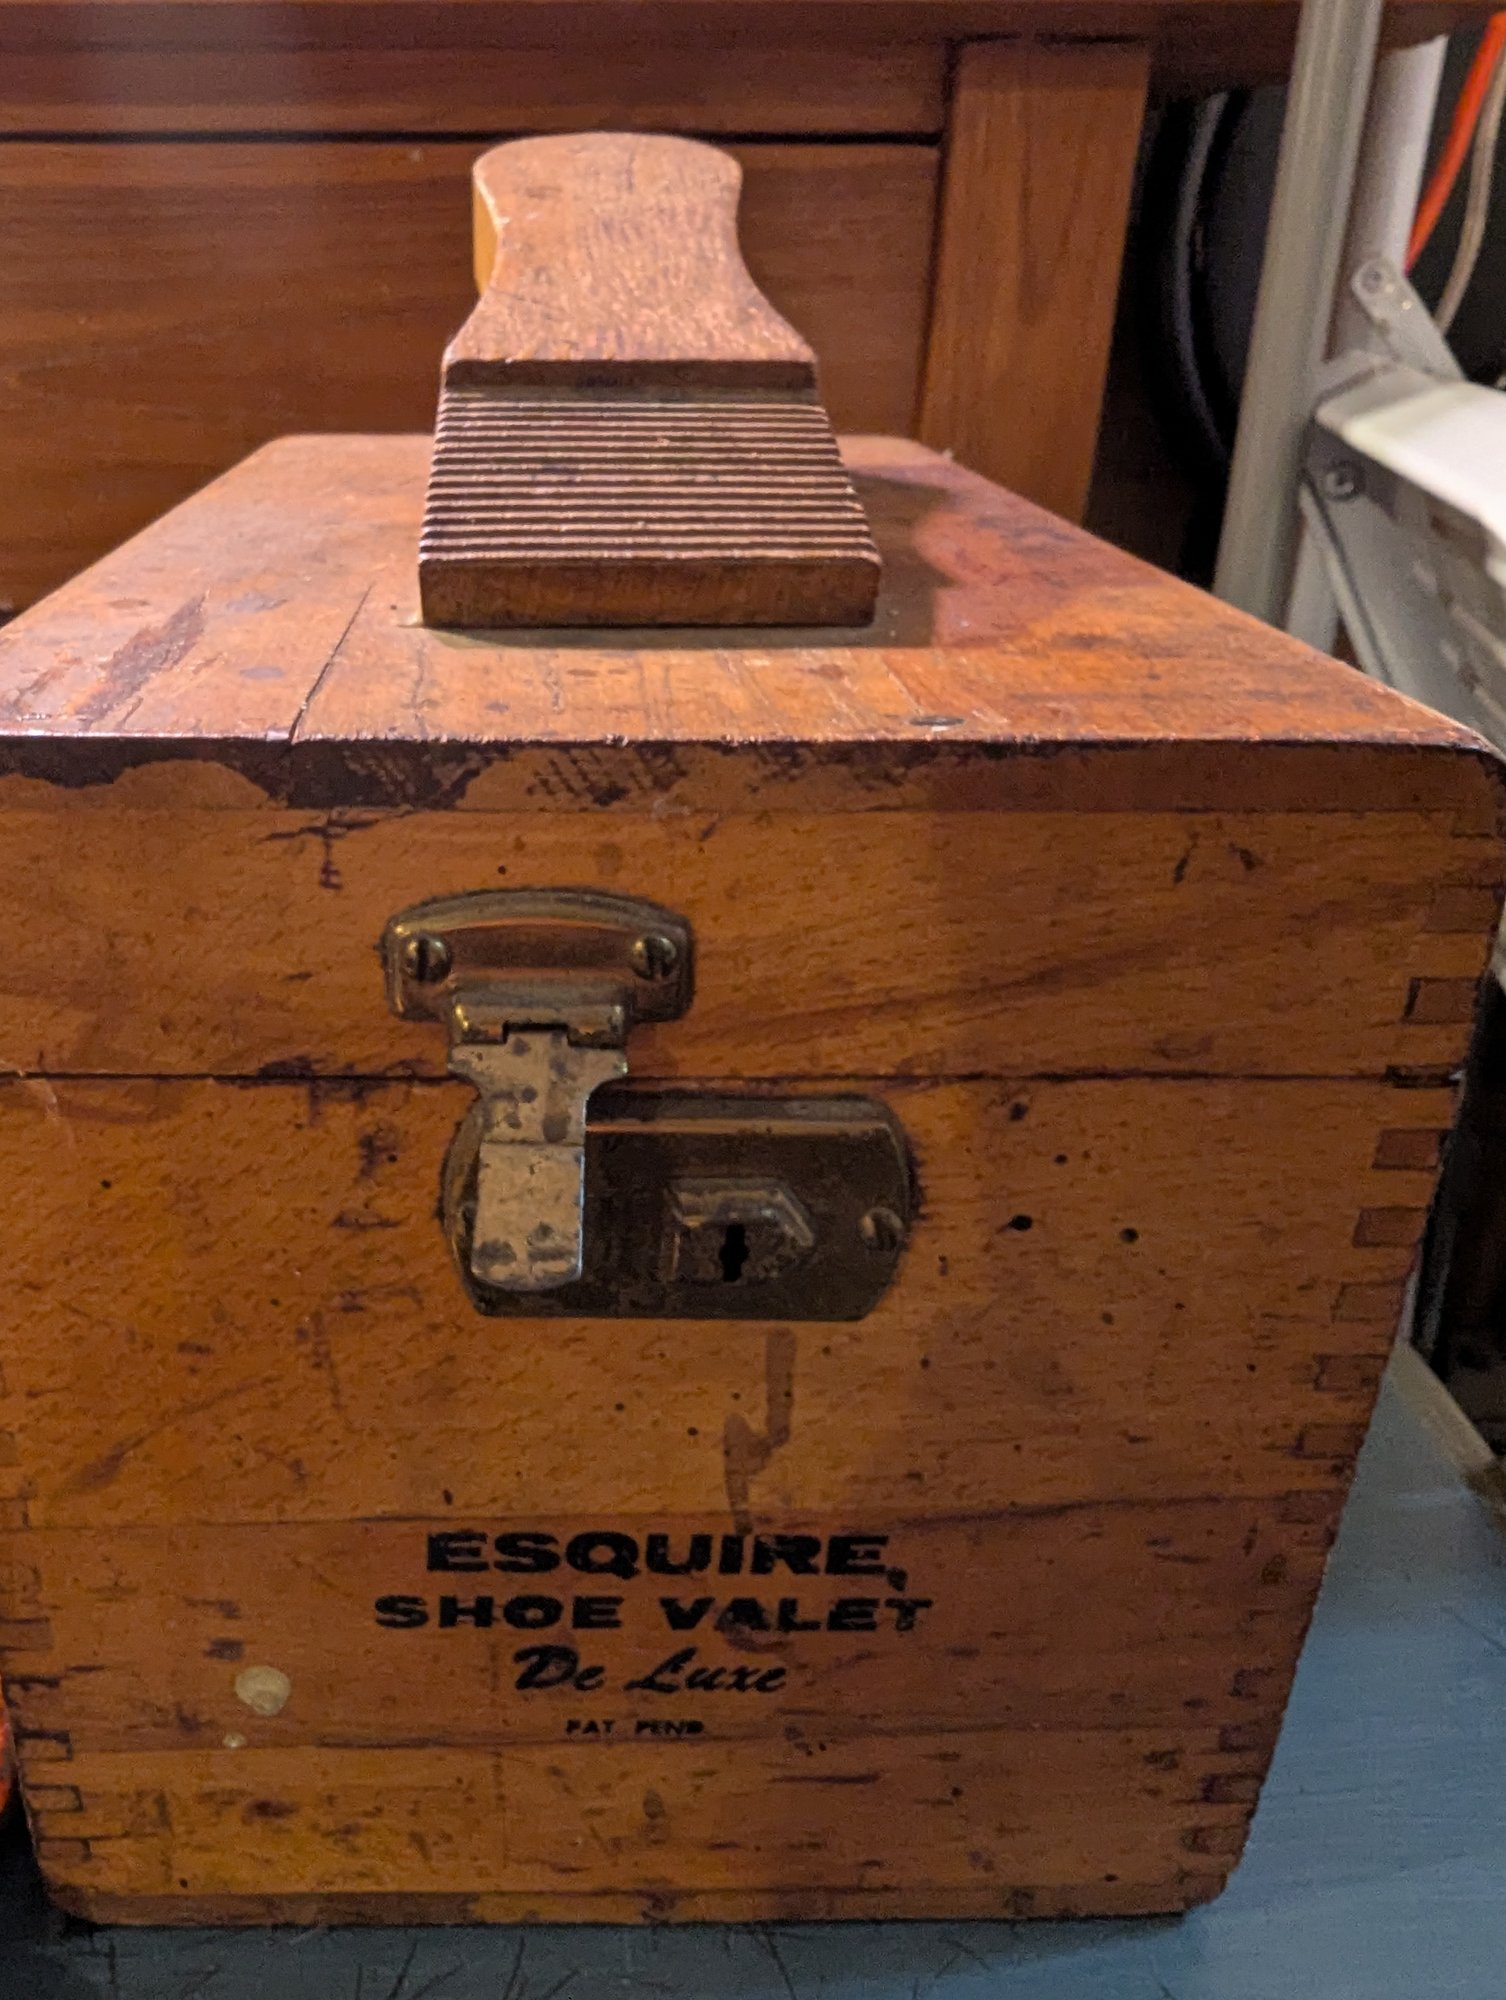 ESQUIRE
SHOE VALET
De Luxe
PAT. PEND.